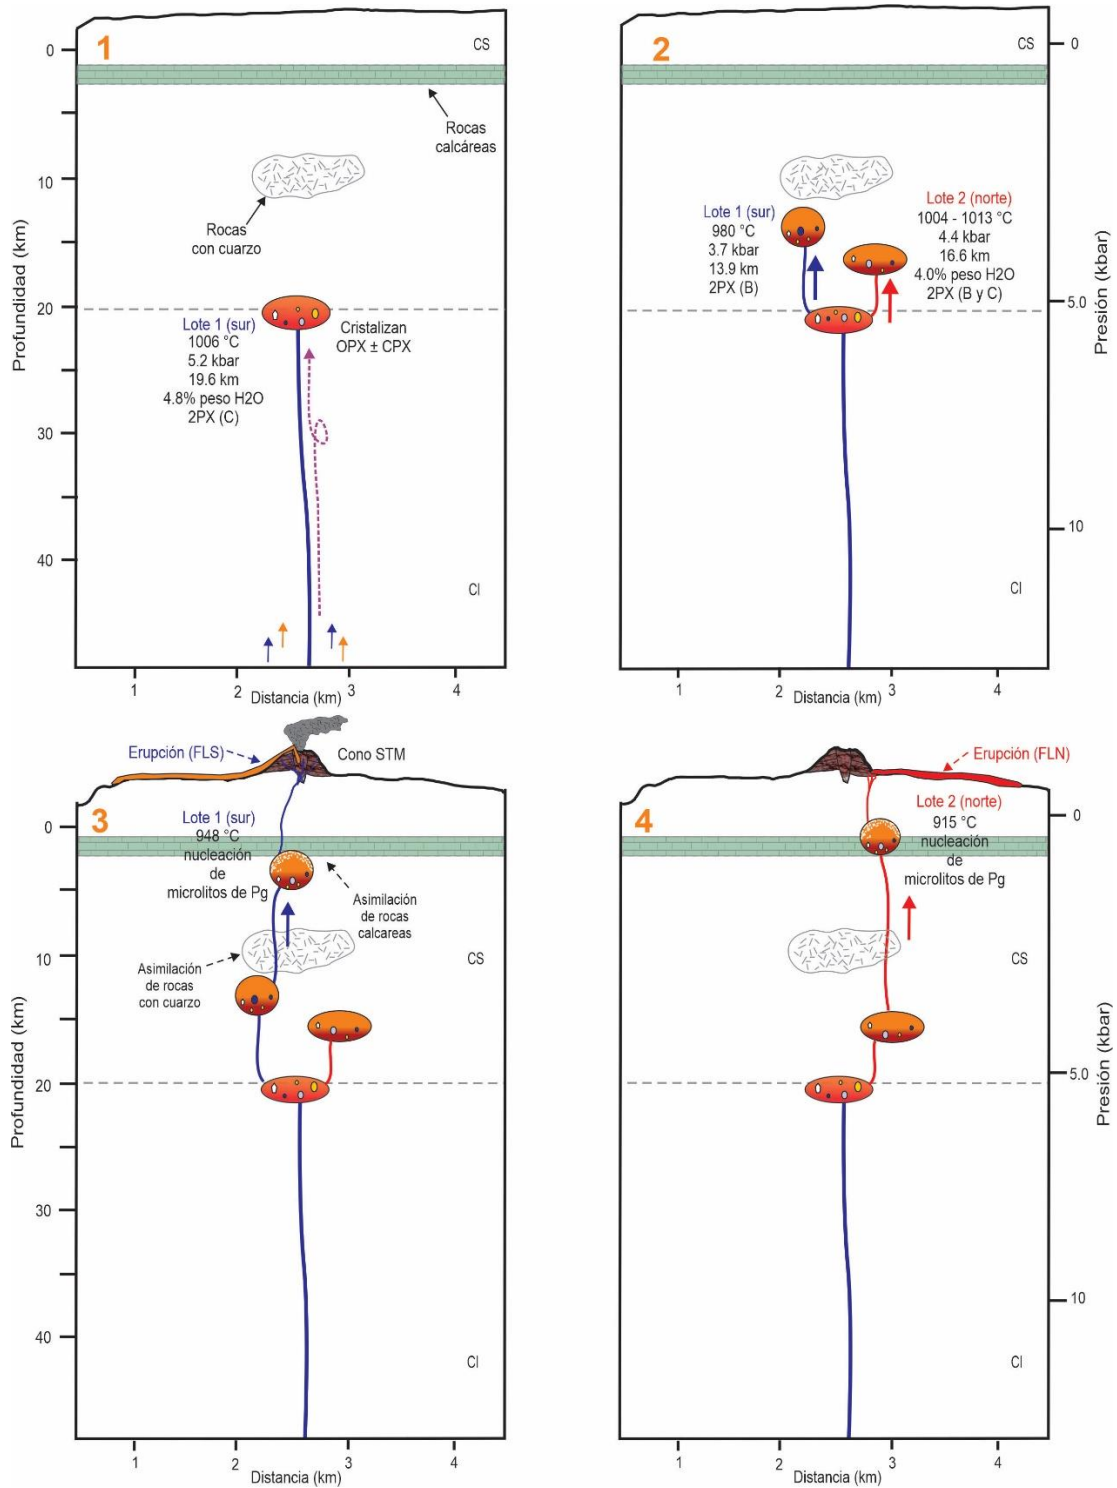 1
CS
0
Rocas
calcáreas
10
Rocas
con cuarzo
20
Lote 1 (sur)
1006 °C
5.2 kbar
19.6 km
4.8% peso H2O
2PX (C)
Cristalizan
OPX ± CPX
30
40
CI
Profundidad (km)
1
2
3
4
Distancia (km)
2
CS
0
Lote 1 (sur)
980 °C
3.7 kbar
13.9 km
2PX (B)
Lote 2 (norte)
1004 - 1013 °C
4.4 kbar
16.6 km
4.0% peso H2O
2PX (B y C)
5.0
10
CI
Presión (kbar)
1
2
3
4
Distancia (km)
Erupción (FLS)
Cono STM
3
0
Lote 1 (sur)
948 °C
nucleación
de
microlitos de Pg
Asimilación
de rocas
calcareas
10
CS
Asimilación
de rocas
con cuarzo
20
30
40
CI
Profundidad (km)
1
2
3
4
Distancia (km)
Erupción (FLN)
4
0
Lote 2 (norte)
915 °C
nucleación
de
microlitos de Pg
CS
5.0
10
CI
Presión (kbar)
1
2
3
4
Distancia (km)